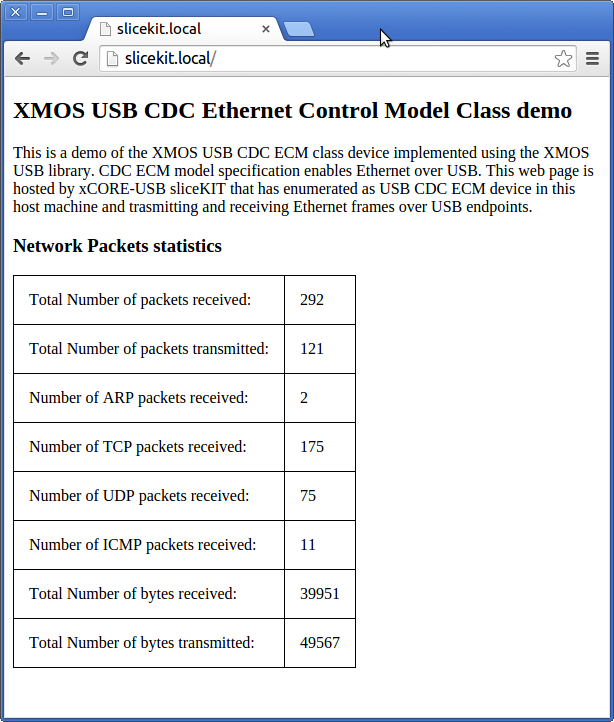 slicekit.local
slicekit.local/
XMOS USB CDC Ethernet Control Model Class demo
This is a demo of the XMOS USB CDC ECM class device implemented using the XMOS
USB library. CDC ECM model specification enables Ethernet over USB. This web page is
hosted by xCORE-USB sliceKIT that has enumerated as USB CDC ECM device in this
host machine and trasmitting and receiving Ethernet frames over USB endpoints.
Network Packets statistics
Total Number of packets received: 292
Total Number of packets transmitted: 121
Number of ARP packets received: 2
Number of TCP packets received: 175
Number of UDP packets received: 75
Number of ICMP packets received: 11
Total Number of bytes received: 39951
Total Number of bytes transmitted: 49567